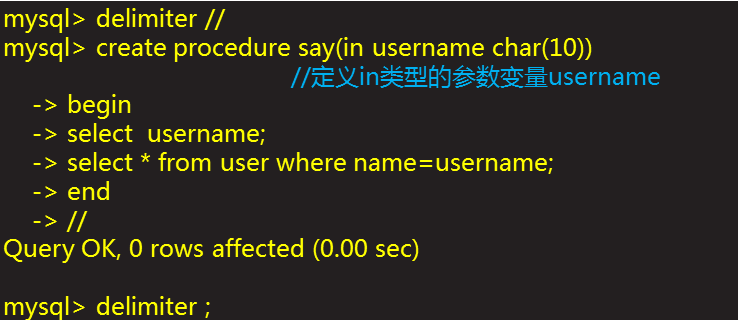 mysql> delimiter //
mysql> create procedure say(in username char(10))
//定义in类型的参数变量username
-> begin
-> select  username;
-> select * from user where name=username;
-> end
-> //
Query OK, 0 rows affected (0.00 sec)
mysql> delimiter ;